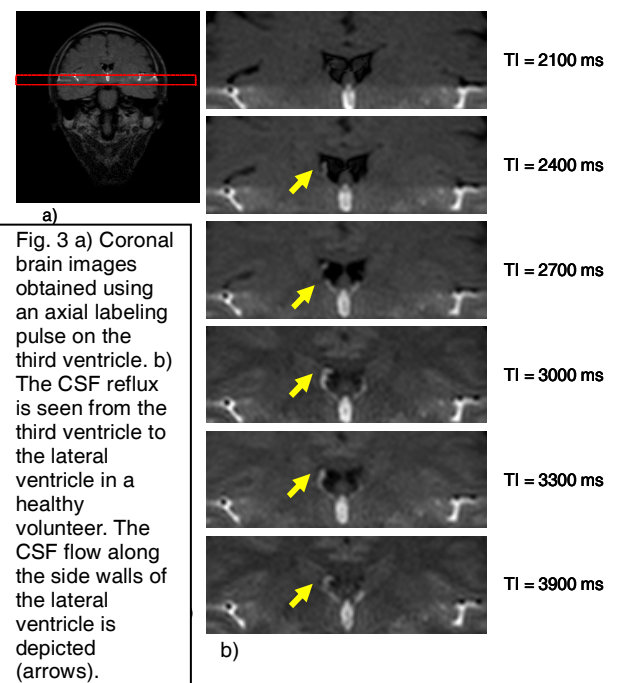 a)
Fig. 3 a) Coronal
brain images
obtained using
an axial labeling
pulse on the
third ventricle. b)
The CSF reflux
is seen from the
third ventricle to
the lateral
ventricle in a
healthy
volunteer. The
CSF flow along
the side walls of
the lateral
ventricle is
depicted
(arrows).
TI = 2100 ms
TI = 2400 ms
TI = 2700 ms
TI = 3000 ms
TI = 3300 ms
TI = 3900 ms
b)